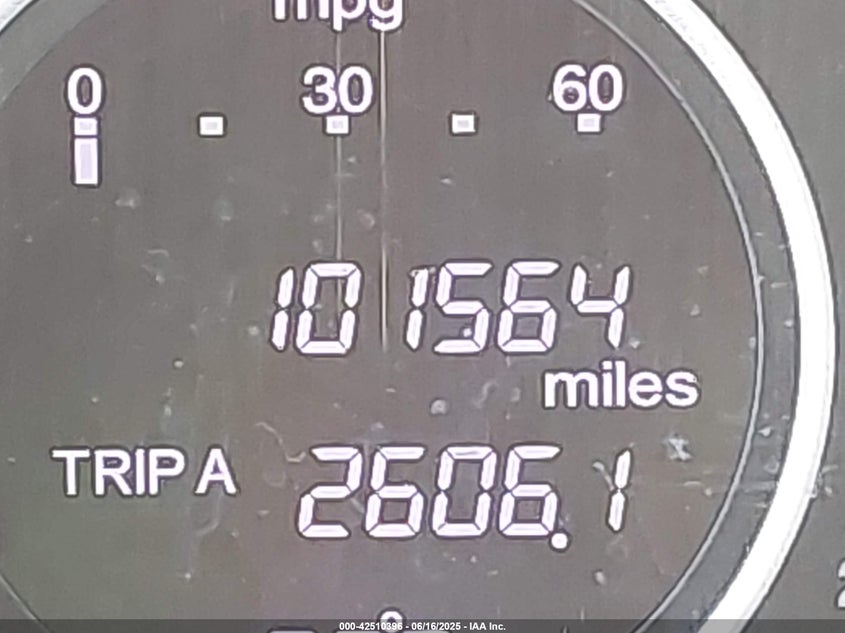 mpg
0 30 60
101564
miles
TRIP A 2606.1
000-42510396 - 06/16/2025 - IAA Inc.